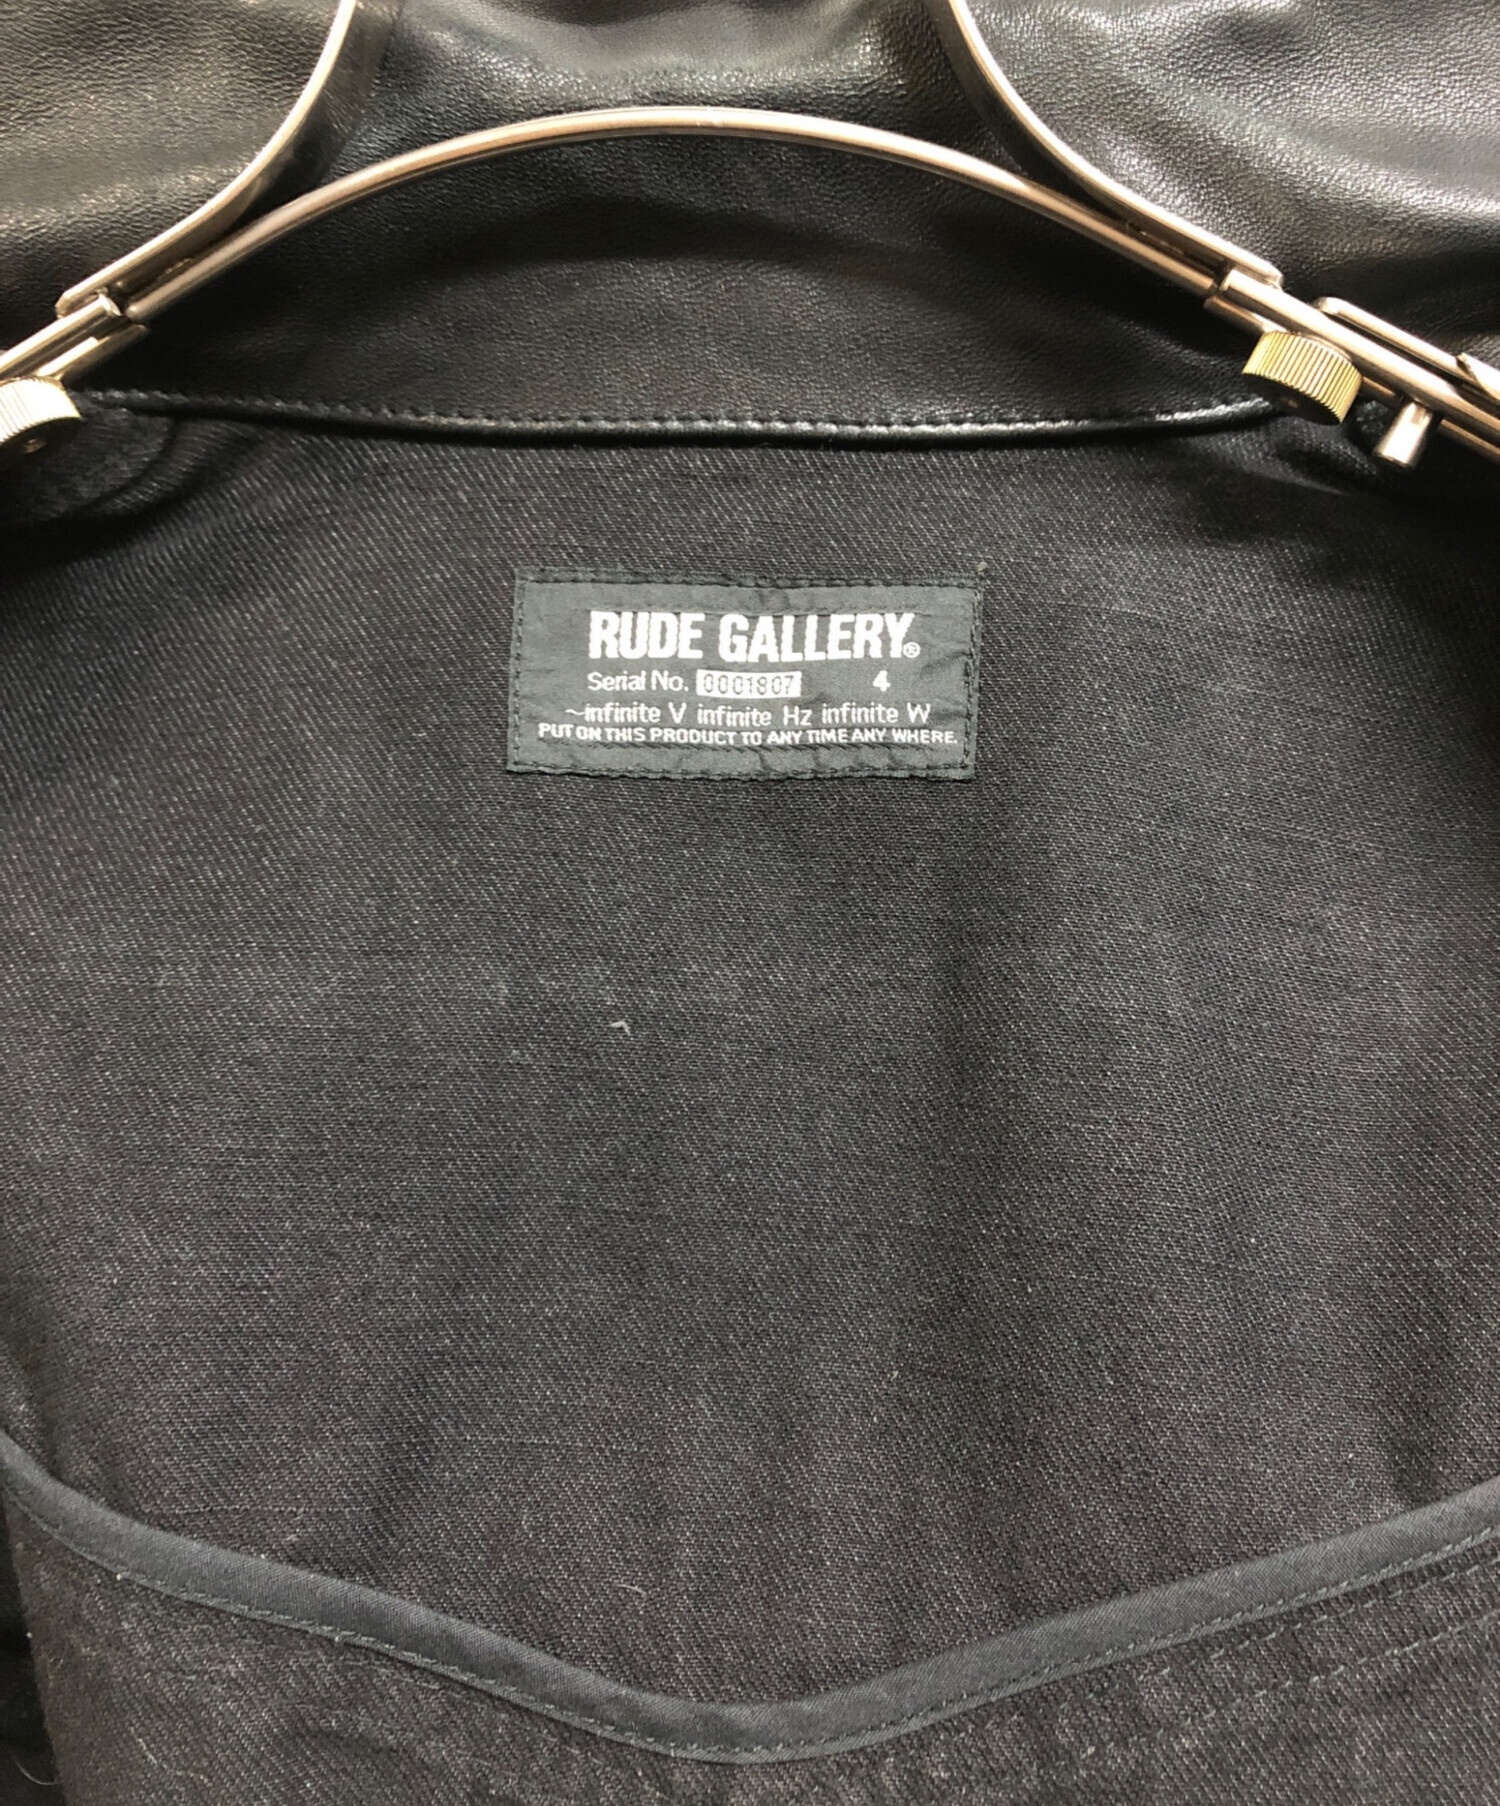 RUDE GALLERY®
Serial No. 0001807 4
~infinite V infinite Hz infinite W
PUT ON THIS PRODUCT TO ANY TIME ANY WHERE.